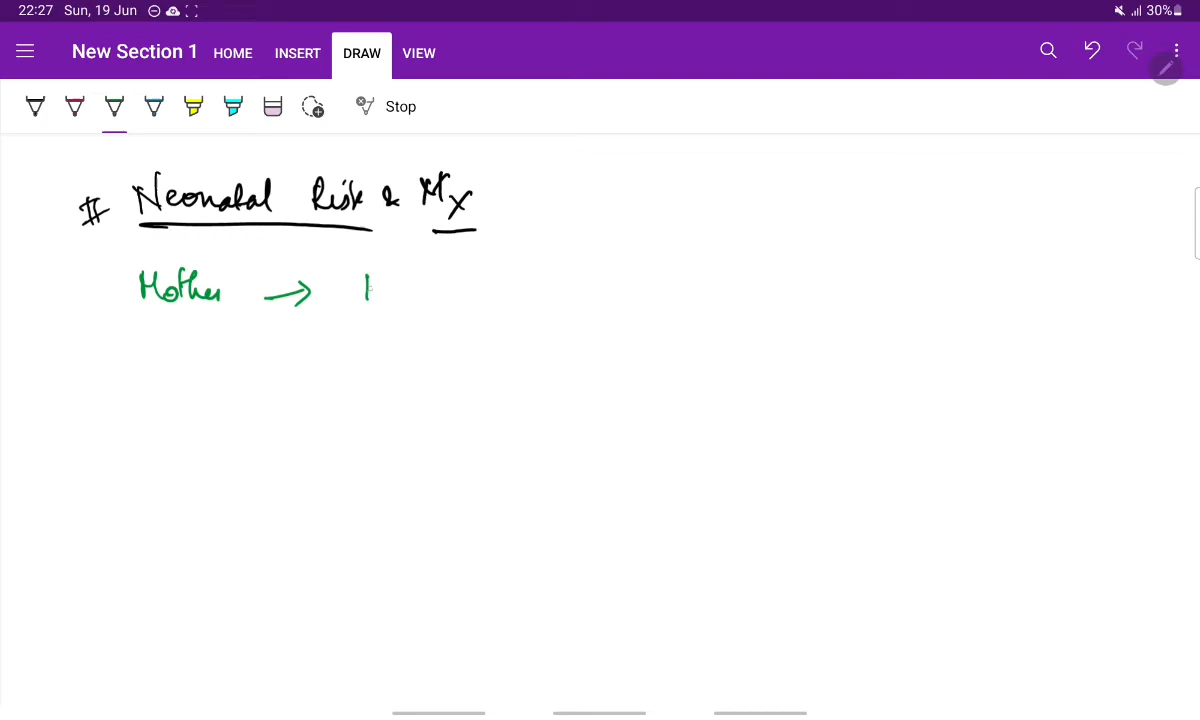 22:27 Sun, 19 Jun 30%
New Section 1 HOME INSERT DRAW VIEW
Stop
# Neonatal Risk & Mx
Mother → I